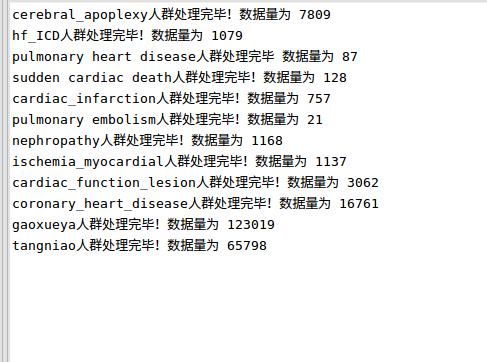 cerebral_apoplexy人群处理完毕！数据量为 7809
hf_ICD人群处理完毕！数据量为 1079
pulmonary heart disease人群处理完毕 数据量为 87
sudden cardiac death人群处理完毕！数据量为 128
cardiac_infarction人群处理完毕！数据量为 757
pulmonary embolism人群处理完毕！数据量为 21
nephropathy人群处理完毕！数据量为 1168
ischemia_myocardial人群处理完毕！数据量为 1137
cardiac_function_lesion人群处理完毕！数据量为 3062
coronary_heart_disease人群处理完毕！数据量为 16761
gaoxueya人群处理完毕！数据量为 123019
tangniao人群处理完毕！数据量为 65798